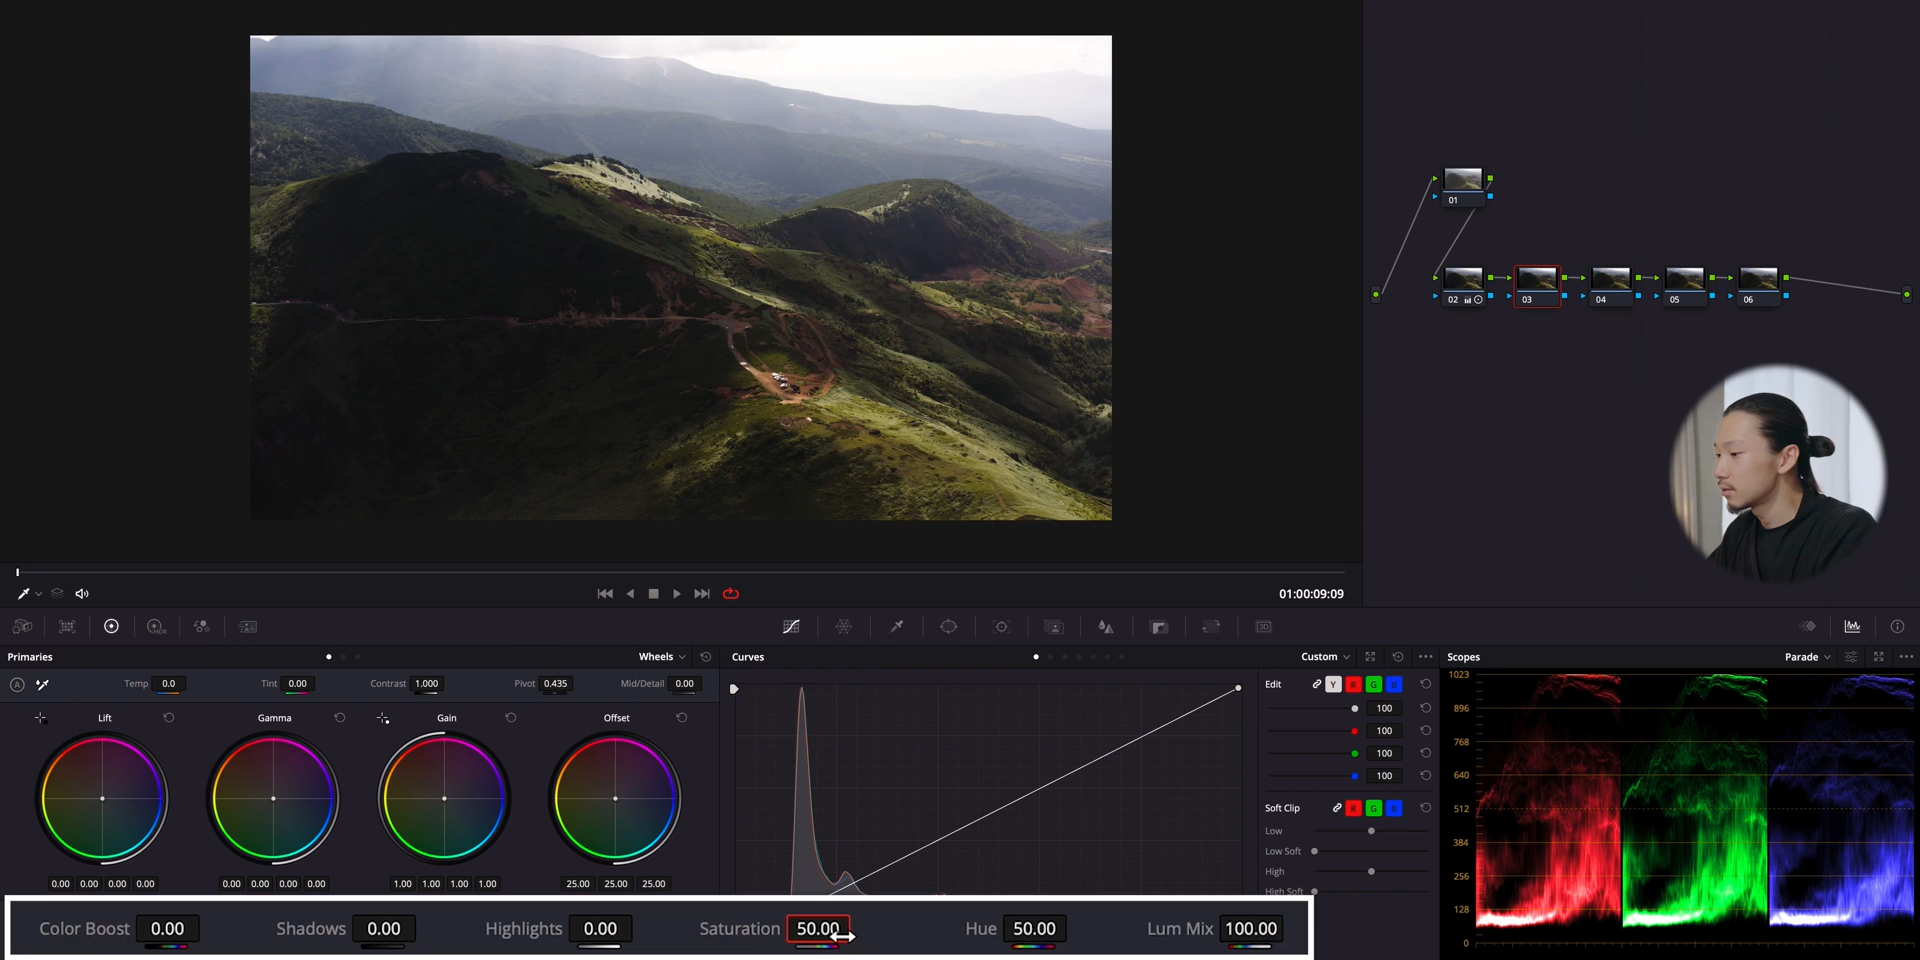 01
02
03
04
05
06
01:00:09:09
HDR
3D
Primaries
Wheels
Curves
Custom
Scopes
Parade
A
Temp 0.0
Tint 0.00
Contrast 1.000
Pivot 0.435
Mid/Detail 0.00
Lift
Gamma
Gain
Offset
0.00 0.00 0.00 0.00
0.00 0.00 0.00 0.00
1.00 1.00 1.00 1.00
25.00 25.00 25.00
Edit Y R G B
100
100
100
100
Soft Clip R G B
Low
Low Soft
High
High Soft
1023
896
768
640
512
384
256
128
0
Color Boost 0.00
Shadows 0.00
Highlights 0.00
Saturation 50.00
Hue 50.00
Lum Mix 100.00